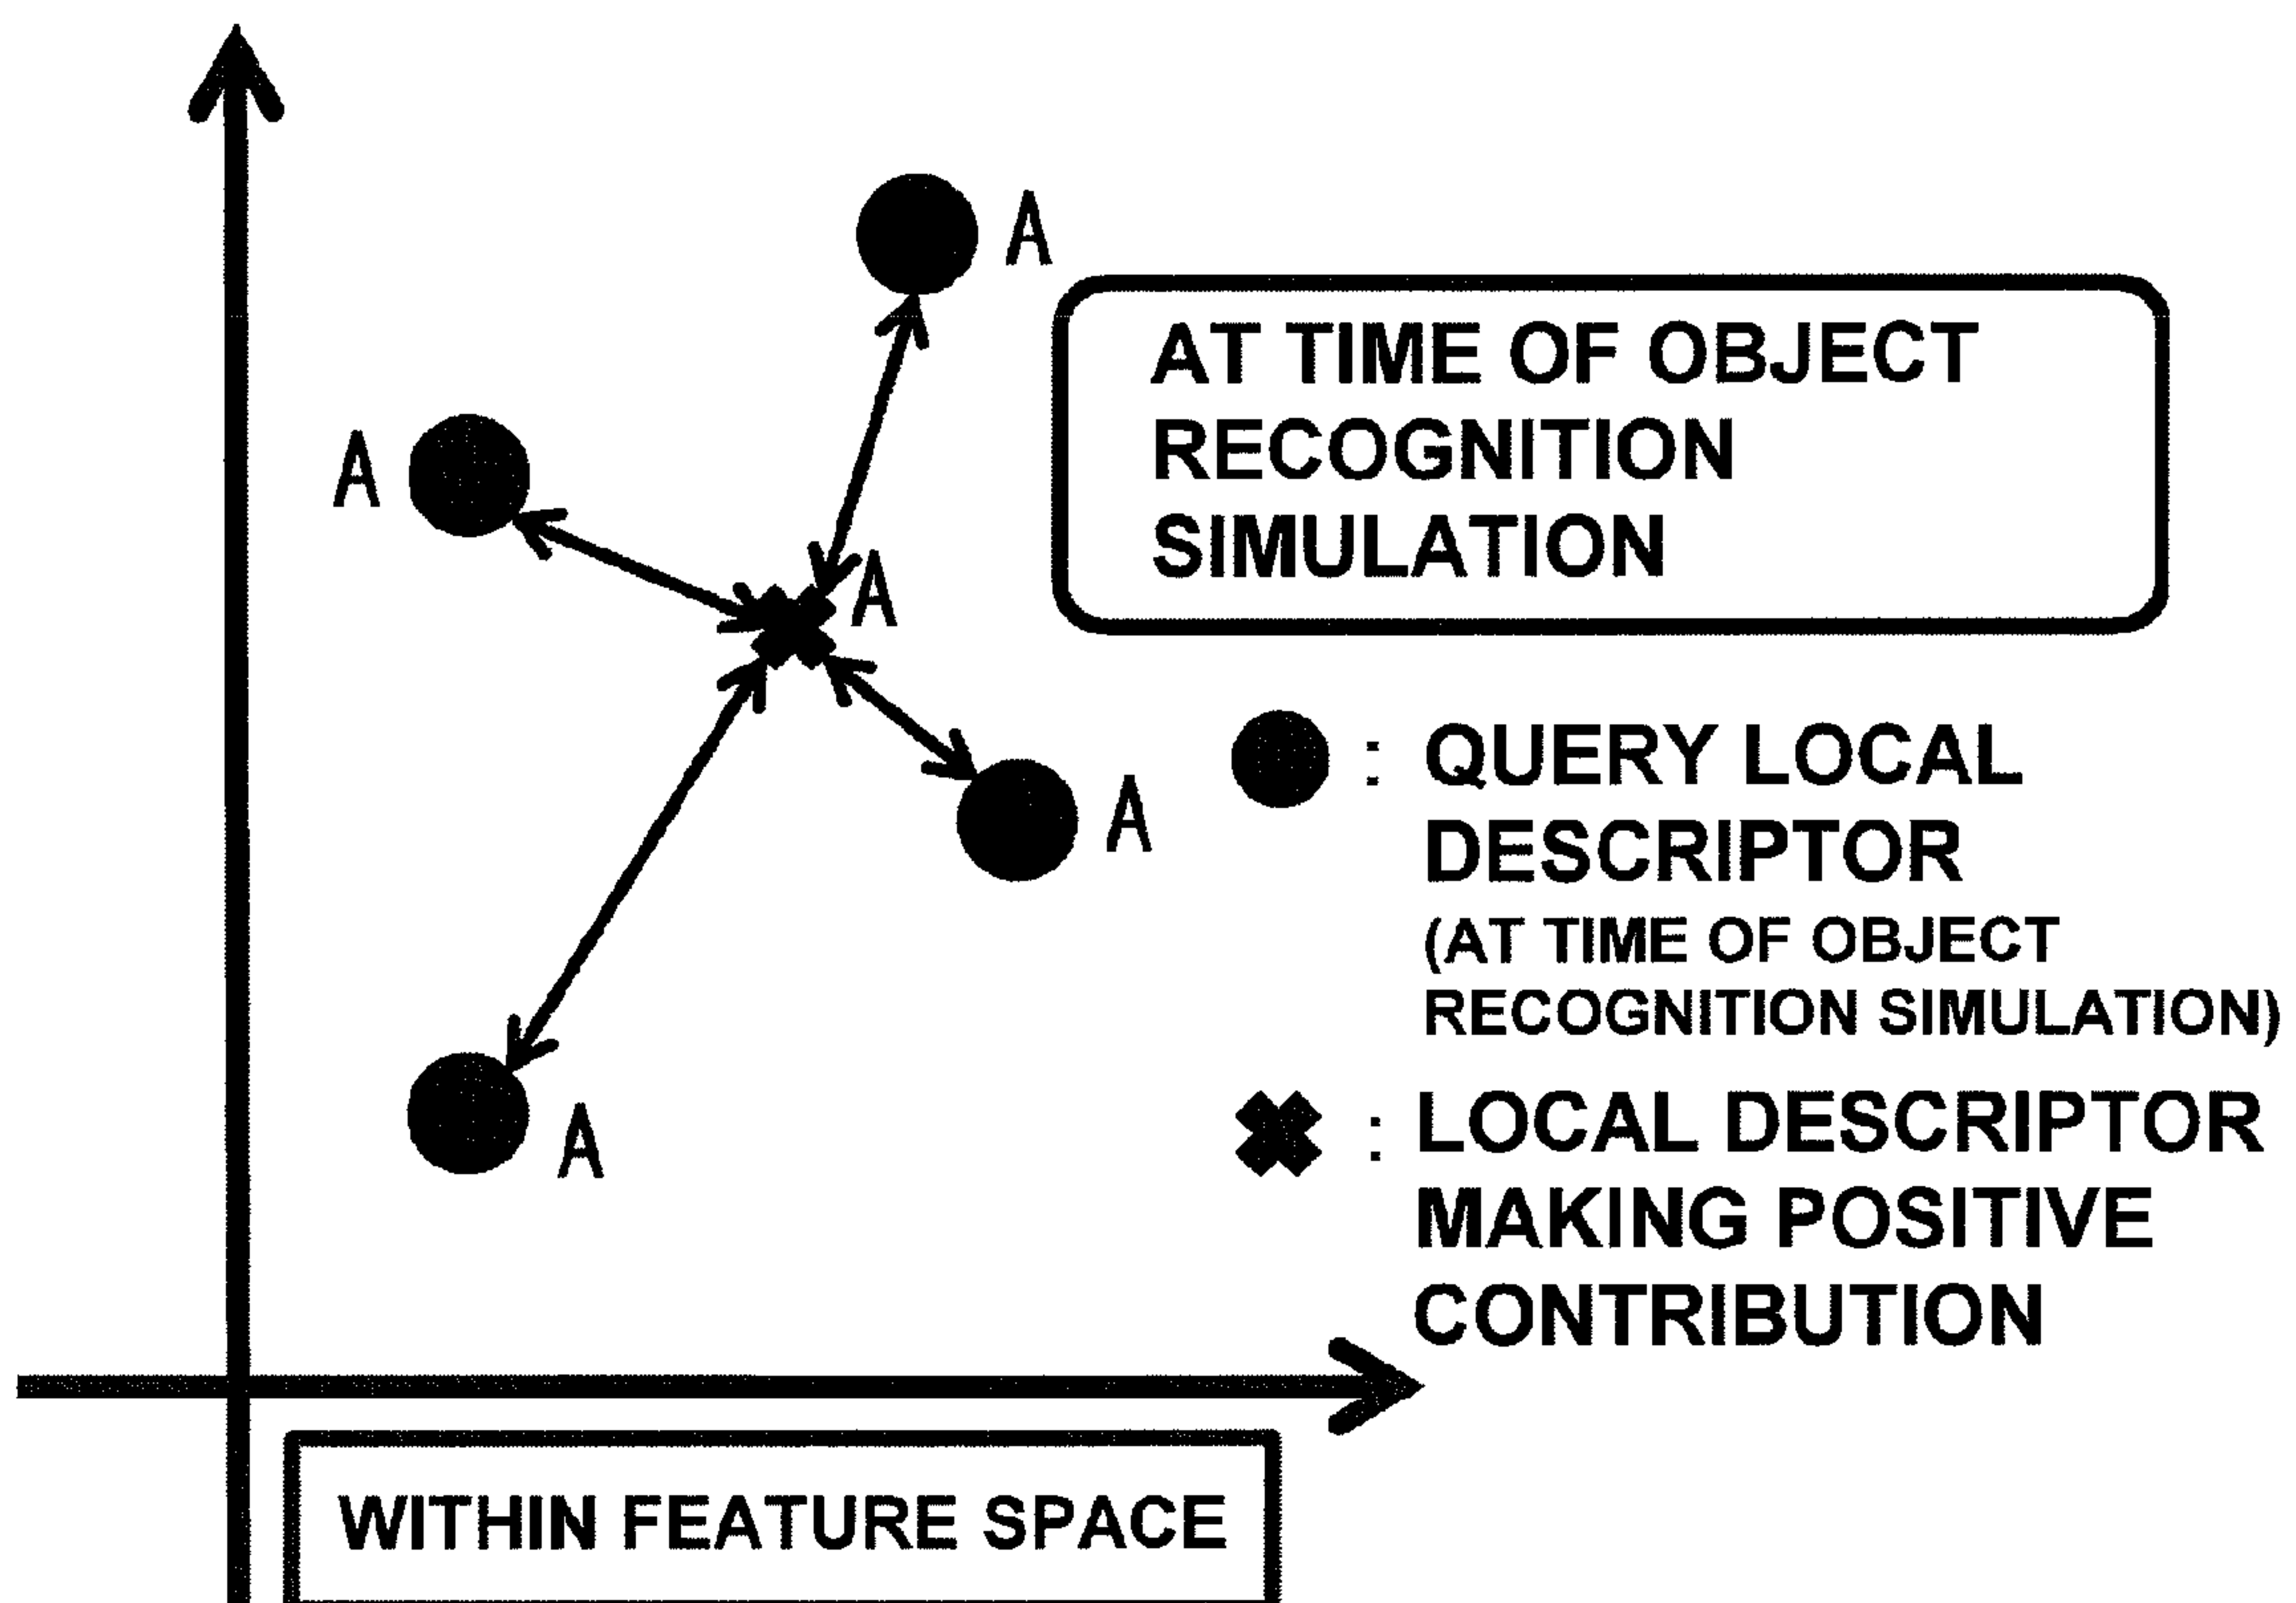 A
AT TIME OF OBJECT
RECOGNITION
SIMULATION
A
A
A
A
: QUERY LOCAL
DESCRIPTOR
(AT TIME OF OBJECT
RECOGNITION SIMULATION)
: LOCAL DESCRIPTOR
MAKING POSITIVE
CONTRIBUTION
WITHIN FEATURE SPACE